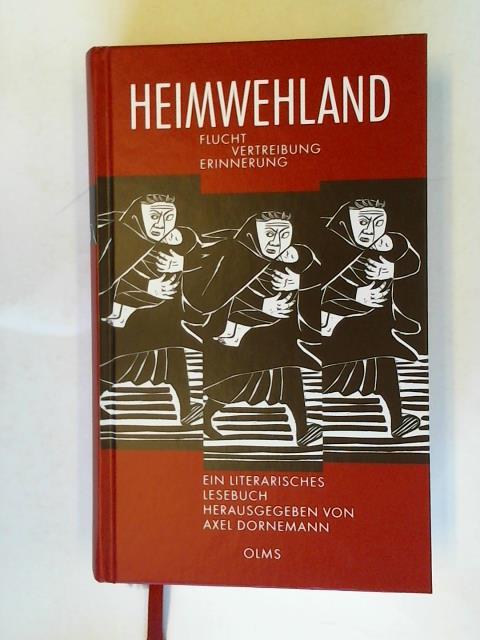 HEIMWEHLAND
FLUCHT
VERTREIBUNG
ERINNERUNG
EIN LITERARISCHES
LESEBUCH
HERAUSGEGEBEN VON
AXEL DORNEMANN
OLMS